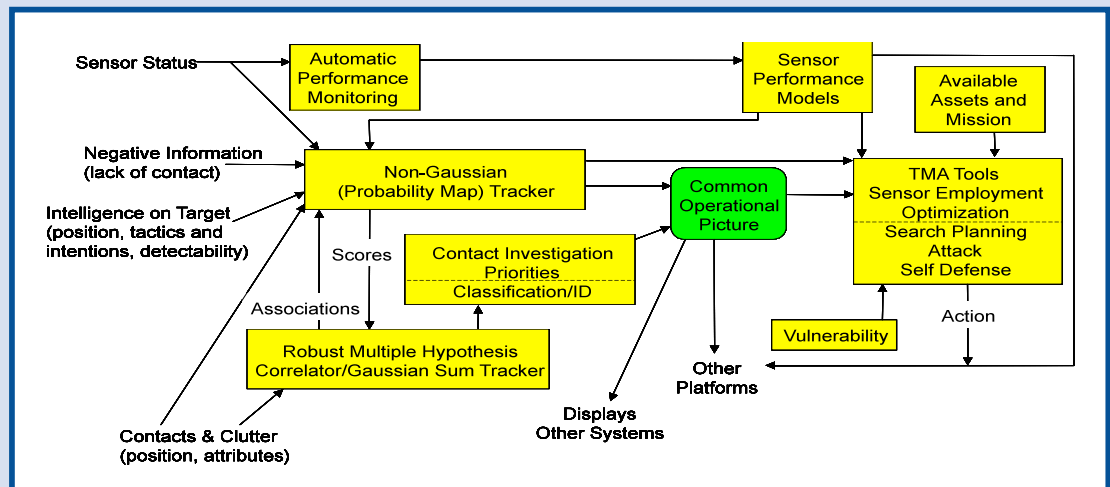 Sensor Status
Automatic
Performance
Monitoring
Sensor
Performance
Models
Available
Assets and
Mission
Negative Information
(lack of contact)
Non-Gaussian
(Probability Map) Tracker
Common
Operational
Picture
TMA Tools
Sensor Employment
Optimization
Search Planning
Attack
Self Defense
Intelligence on Target
(position, tactics and
intentions, detectability)
Scores
Contact Investigation
Priorities
Classification/ID
Associations
Vulnerability
Action
Robust Multiple Hypothesis
Correlator/Gaussian Sum Tracker
Other
Platforms
Displays
Other Systems
Contacts & Clutter
(position, attributes)